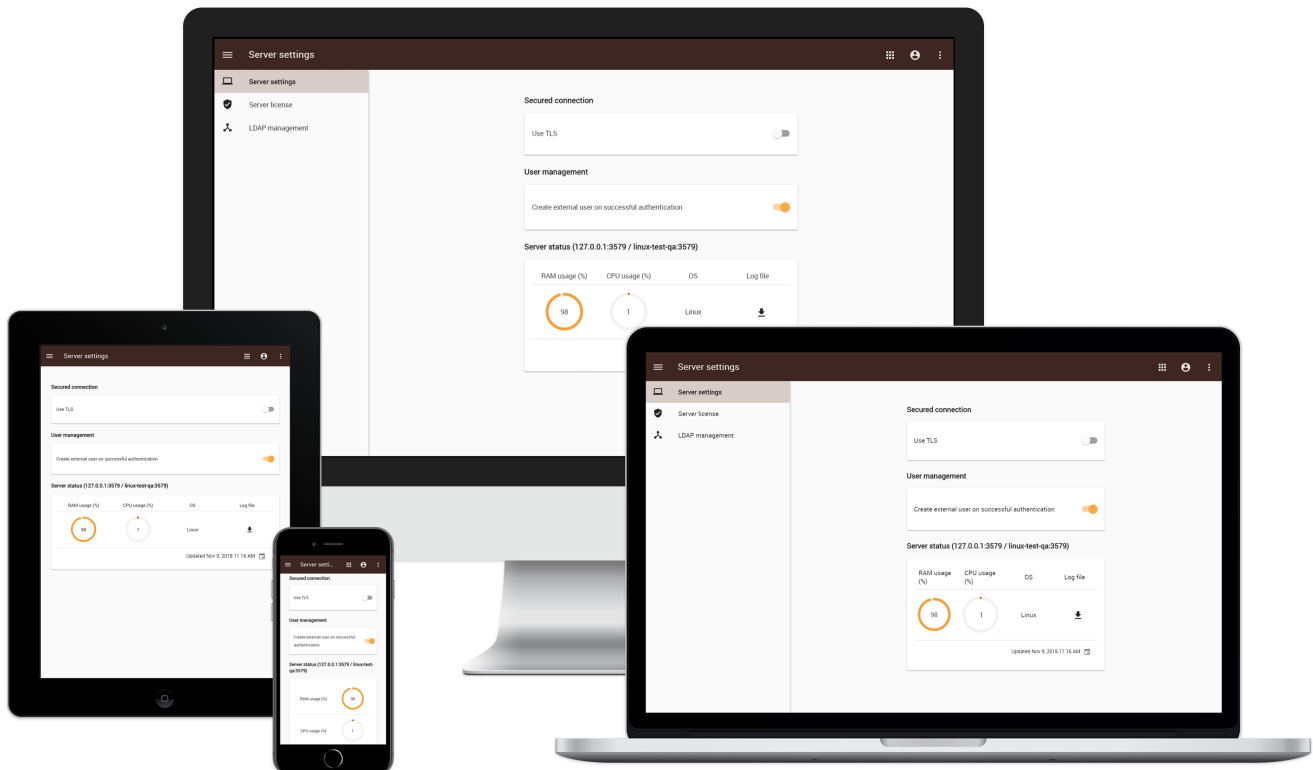 Server settings
Server settings
Server license
LDAP management
Secured connection
Use TLS
User management
Create external user on successful authentication
Server status (127.0.0.1:3579 / linux-test-qa:3579)
RAM usage (%) CPU usage (%) OS Log file
98 1 Linux
Server settings
Secured connection
Use TLS
User management
Create external user on successful authentication
Server status (127.0.0.1:3579 / linux-test-qa:3579)
RAM usage (%) CPU usage (%) OS Log file
98 1 Linux
Updated Nov 9, 2018 11:16 AM
Server setti...
Secured connection
Use TLS
User management
Create external user on successful
authentication
Server status (127.0.0.1:3579 / linux-test-
qa:3579)
RAM usage (%) 98
CPU usage (%) 1
Server settings
Server settings
Server license
LDAP management
Secured connection
Use TLS
User management
Create external user on successful authentication
Server status (127.0.0.1:3579 / linux-test-qa:3579)
RAM usage CPU usage OS Log file
(%) (%)
98 1 Linux
Updated Nov 9, 2018 11:16 AM